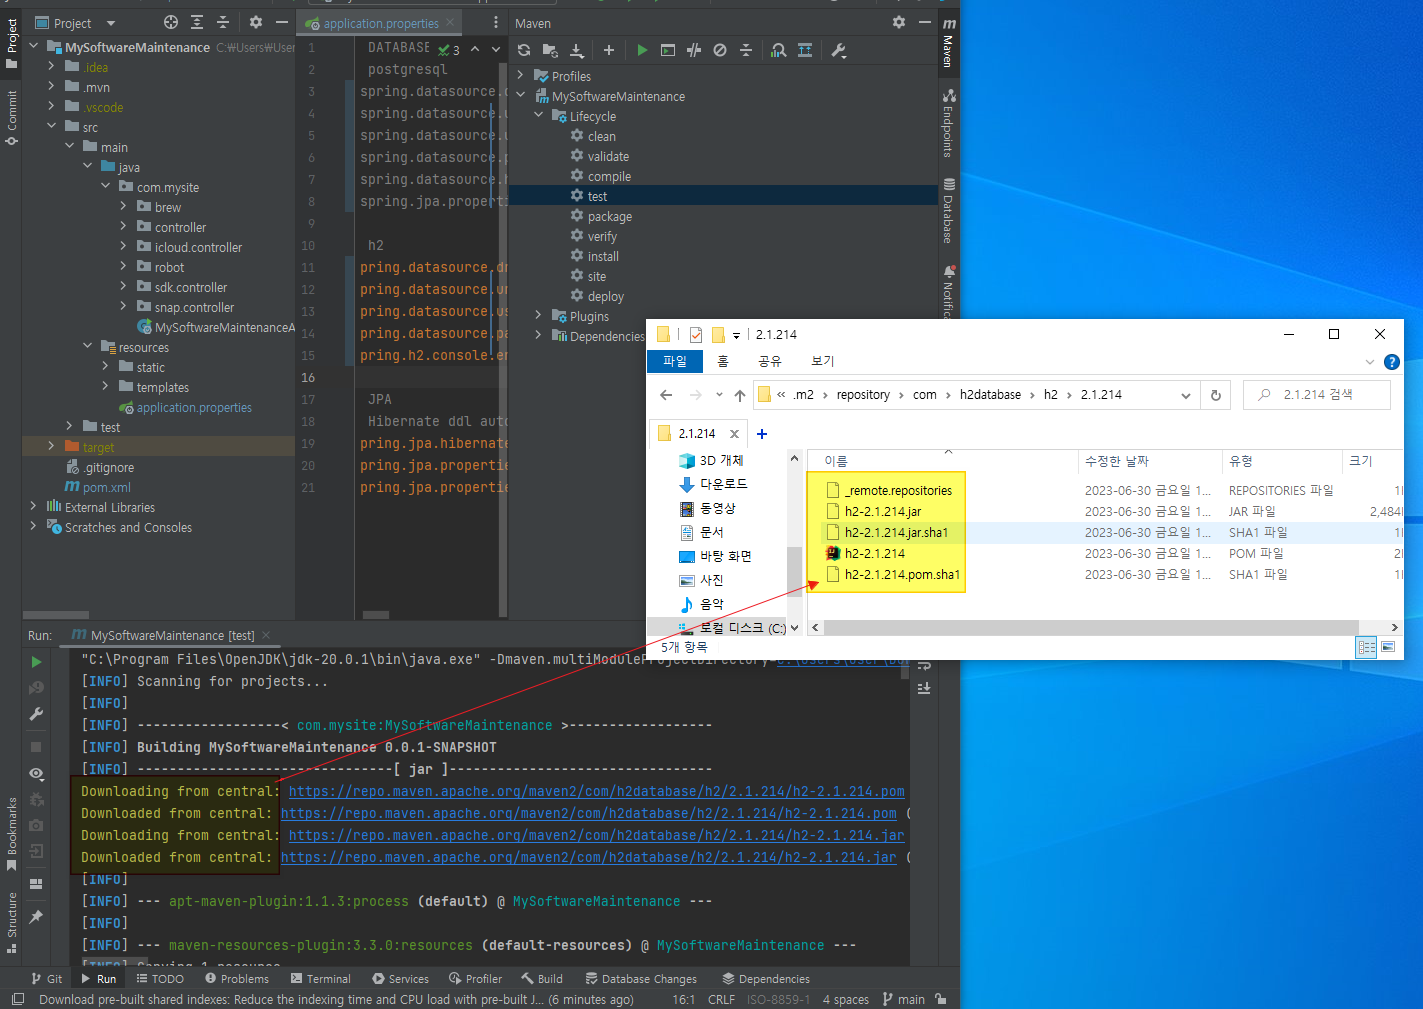 Project
application.properties
Maven
Project
Commit
MySoftwareMaintenance C:₩Users₩User
.idea
.mvn
.vscode
src
main
java
com.mysite
brew
controller
icloud.controller
robot
sdk.controller
snap.controller
MySoftwareMaintenanceA
resources
static
templates
application.properties
test
target
.gitignore
pom.xml
External Libraries
Scratches and Consoles
1 DATABASE
3
2 postgresql
3 spring.datasource.
4 spring.datasource.u
5 spring.datasource.u
6 spring.datasource.p
7 spring.datasource.h
8 spring.jpa.properti
9
10 h2
11 pring.datasource.dr
12 pring.datasource.ur
13 pring.datasource.us
14 pring.datasource.pa
15 pring.h2.console.en
16
17 JPA
18 Hibernate ddl auto
19 pring.jpa.hibernate
20 pring.jpa.propertie
21 pring.jpa.propertie
Profiles
MySoftwareMaintenance
Lifecycle
clean
validate
compile
test
package
verify
install
site
deploy
Plugins
Dependencies
m
Maven
Endpoints
Database
Notifica
2.1.214
파일 홈 공유 보기
« .m2 › repository › com › h2database › h2 › 2.1.214
2.1.214 검색
2.1.214
3D 개체
다운로드
동영상
문서
바탕 화면
사진
음악
로컬 디스크 (C:)
이름 수정한 날짜 유형 크기
_remote.repositories 2023-06-30 금요일 1... REPOSITORIES 파일
h2-2.1.214.jar 2023-06-30 금요일 1... JAR 파일 2,484
h2-2.1.214.jar.sha1 2023-06-30 금요일 1... SHA1 파일
h2-2.1.214 2023-06-30 금요일 1... POM 파일
h2-2.1.214.pom.sha1 2023-06-30 금요일 1... SHA1 파일
5개 항목
Run: MySoftwareMaintenance [test]
"C:\Program Files\OpenJDK\jdk-20.0.1\bin\java.exe" -Dmaven.multiModuleProjectDirectory
[INFO] Scanning for projects...
[INFO]
[INFO] -----------------< com.mysite:MySoftwareMaintenance >-----------------
[INFO] Building MySoftwareMaintenance 0.0.1-SNAPSHOT
[INFO] --------------------------------[ jar ]---------------------------------
Downloading from central: https://repo.maven.apache.org/maven2/com/h2database/h2/2.1.214/h2-2.1.214.pom
Downloaded from central: https://repo.maven.apache.org/maven2/com/h2database/h2/2.1.214/h2-2.1.214.pom (
Downloading from central: https://repo.maven.apache.org/maven2/com/h2database/h2/2.1.214/h2-2.1.214.jar
Downloaded from central: https://repo.maven.apache.org/maven2/com/h2database/h2/2.1.214/h2-2.1.214.jar (
[INFO]
[INFO] --- apt-maven-plugin:1.1.3:process (default) @ MySoftwareMaintenance ---
[INFO]
[INFO] --- maven-resources-plugin:3.3.0:resources (default-resources) @ MySoftwareMaintenance ---
Bookmarks
Structure
Git Run TODO Problems Terminal Services Profiler Build Database Changes Dependencies
Download pre-built shared indexes: Reduce the indexing time and CPU load with pre-built J... (6 minutes ago) 16:1 CRLF ISO-8859-1 4 spaces main